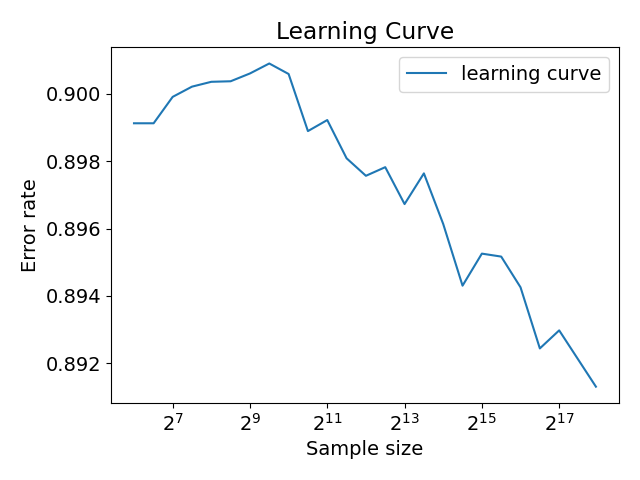 Learning Curve
learning curve
Error rate
0.900
0.898
0.896
0.894
0.892
2^7 2^9 2^11 2^13 2^15 2^17
Sample size